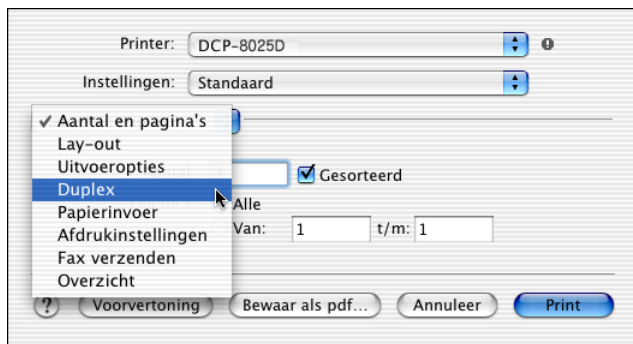 Printer: DCP-8025D
Instellingen: Standaard
✓ Aantal en pagina's
Lay-out
Uitvoeropties
Duplex
Papierinvoer
Afdrukinstellingen
Fax verzenden
Overzicht
Gesorteerd
Alle
Van: 1 t/m: 1
? Voorvertoning Bewaar als pdf... Annuleer Print